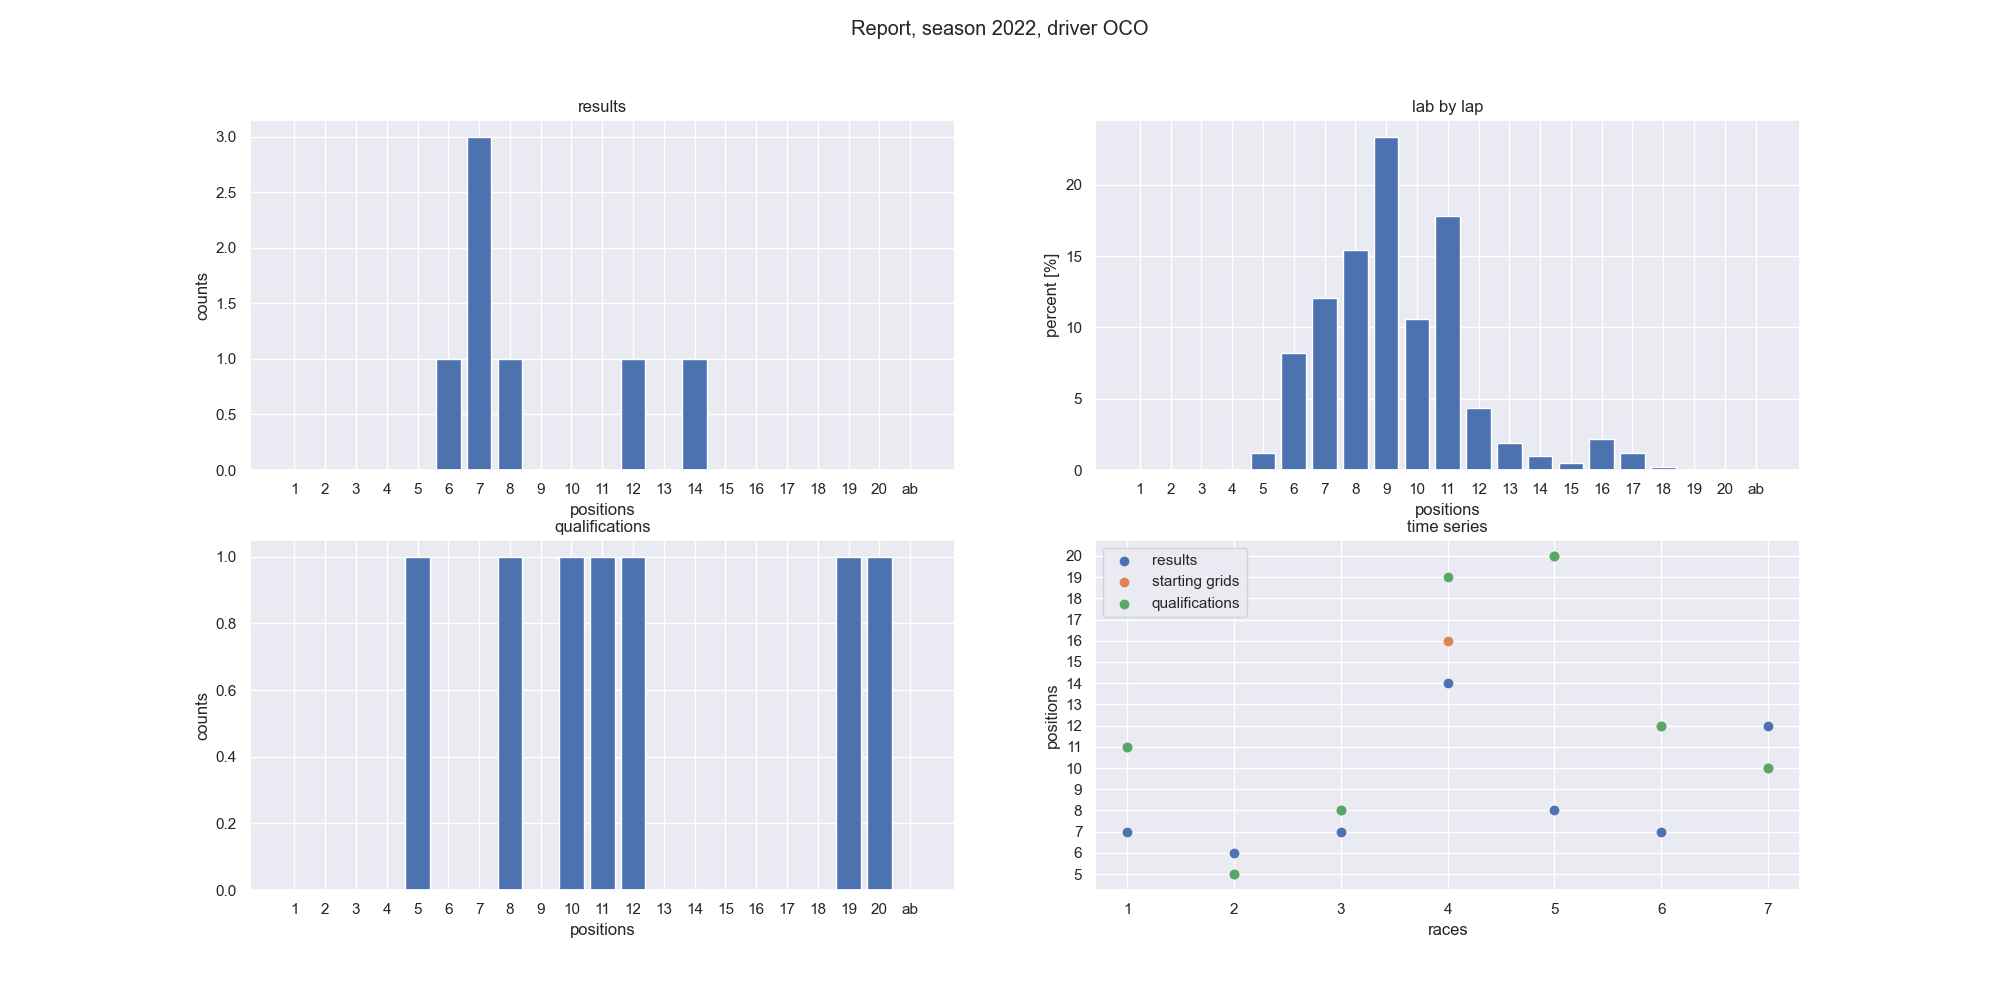 Report, season 2022, driver OCO
results
3.0
2.5
2.0
1.5
1.0
0.5
0.0
counts
1 2 3 4 5 6 7 8 9 10 11 12 13 14 15 16 17 18 19 20 ab
positions
lab by lap
20
15
10
5
0
percent [%]
1 2 3 4 5 6 7 8 9 10 11 12 13 14 15 16 17 18 19 20 ab
positions
qualifications
1.0
0.8
0.6
0.4
0.2
0.0
counts
1 2 3 4 5 6 7 8 9 10 11 12 13 14 15 16 17 18 19 20 ab
positions
time series
results
starting grids
qualifications
20
19
18
17
16
15
14
13
12
11
10
9
8
7
6
5
positions
1 2 3 4 5 6 7
races